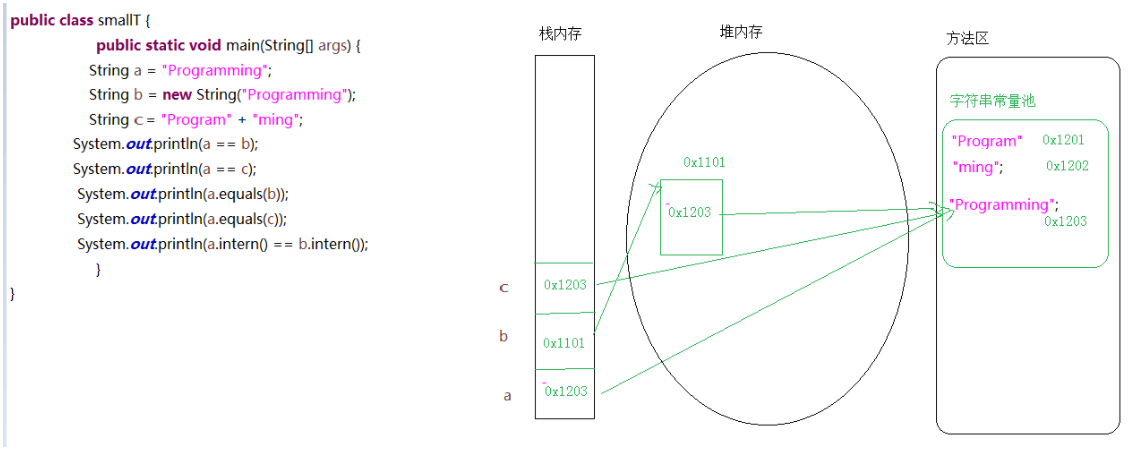 public class smallT {
public static void main(String[] args) {
String a = "Programming";
String b = new String("Programming");
String c = "Program" + "ming";
System.out.println(a == b);
System.out.println(a == c);
System.out.println(a.equals(b));
System.out.println(a.equals(c));
System.out.println(a.intern() == b.intern());
}
}
栈内存
c
0x1203
b
0x1101
a
0x1203
堆内存
0x1101
0x1203
方法区
字符串常量池
"Program" 0x1201
"ming"; 0x1202
"Programming";
0x1203